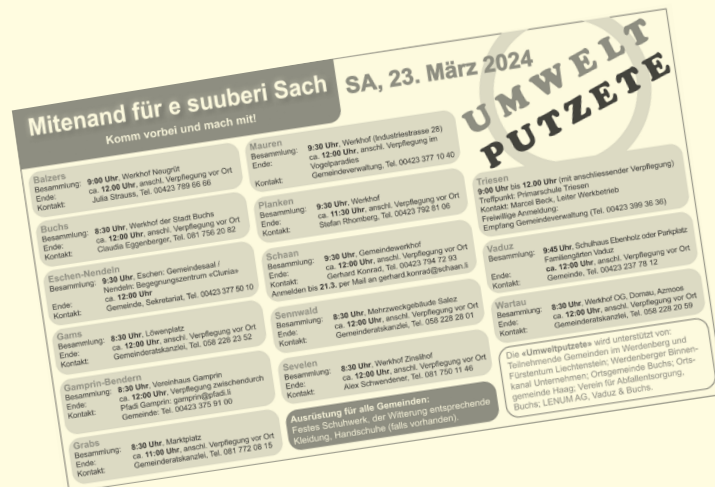 Mitenand für e suuberi Sach
Komm vorbei und mach mit!
SA, 23. März 2024
UMWELT
PUTZETE
Balzers
Besammlung: 9:00 Uhr, Werkhof Neugrüt
Ende: ca. 12:00 Uhr, anschl. Verpflegung vor Ort
Kontakt: Julia Strauss, Tel. 00423 789 66 66
Buchs
Besammlung: 8:30 Uhr, Werkhof der Stadt Buchs
Ende: ca. 12:00 Uhr, anschl. Verpflegung vor Ort
Kontakt: Claudia Eggenberger, Tel. 081 756 20 82
Eschen-Nendeln
Besammlung: 9:30 Uhr, Eschen: Gemeindesaal /
Nendeln: Begegnungszentrum «Clunia»
Ende: ca. 12:00 Uhr
Kontakt: Gemeinde, Sekretariat, Tel. 00423 377 50 10
Gams
Besammlung: 8:30 Uhr, Löwenplatz
Ende: ca. 12:00 Uhr, anschl. Verpflegung vor Ort
Kontakt: Gemeinderatskanzlei, Tel. 058 228 23 52
Gamprin-Bendern
Besammlung: 8:30 Uhr, Vereinshaus Gamprin
Ende: ca. 12:00 Uhr, Verpflegung zwischendurch
Kontakt: Pfadi Gamprin: gamprin@pfadi.li
Gemeinde: Tel. 00423 375 91 00
Grabs
Besammlung: 8:30 Uhr, Marktplatz
Ende: ca. 11:00 Uhr, anschl. Verpflegung vor Ort
Kontakt: Gemeinderatskanzlei, Tel. 081 772 08 15
Mauren
Besammlung: 9:30 Uhr, Werkhof (Industriestrasse 28)
Ende: ca. 12:00 Uhr, anschl. Verpflegung im
Vogelparadies
Kontakt: Gemeindeverwaltung, Tel. 00423 377 10 40
Planken
Besammlung: 9:30 Uhr, Werkhof
Ende: ca. 11:30 Uhr, anschl. Verpflegung vor Ort
Kontakt: Stefan Rhomberg, Tel. 00423 792 81 06
Schaan
Besammlung: 9:30 Uhr, Gemeindewerkhof
Ende: ca. 12:00 Uhr, anschl. Verpflegung vor Ort
Kontakt: Gerhard Konrad, Tel. 00423 794 72 93
Anmelden bis 21.3. per Mail an gerhard.konrad@schaan.li
Sennwald
Besammlung: 8:30 Uhr, Mehrzweckgebäude Salez
Ende: ca. 12:00 Uhr, anschl. Verpflegung vor Ort
Kontakt: Gemeinderatskanzlei, Tel. 058 228 28 01
Sevelen
Besammlung: 8:30 Uhr, Werkhof Zinslihof
Ende: ca. 12:00 Uhr, anschl. Verpflegung vor Ort
Kontakt: Alex Schwendener, Tel. 081 750 11 46
Ausrüstung für alle Gemeinden:
Festes Schuhwerk, der Witterung entsprechende
Kleidung, Handschuhe (falls vorhanden).
Triesen
9:00 Uhr bis 12.00 Uhr (mit anschliessender Verpflegung)
Treffpunkt: Primarschule Triesen
Kontakt: Marcel Beck, Leiter Werkbetrieb
Freiwillige Anmeldung:
Empfang Gemeindeverwaltung (Tel. 00423 399 36 36)
Vaduz
Besammlung: 9:45 Uhr, Schulhaus Ebenholz oder Parkplatz
Familiengärten Vaduz
Ende: ca. 12:00 Uhr, anschl. Verpflegung vor Ort
Kontakt: Gemeinde, Tel. 00423 237 78 12
Wartau
Besammlung: 8:30 Uhr, Werkhof OG, Dornau, Azmoos
Ende: ca. 12:00 Uhr, anschl. Verpflegung vor Ort
Kontakt: Gemeinderatskanzlei, Tel. 058 228 20 59
Die «Umweltputzete» wird unterstützt von:
Teilnehmende Gemeinden im Werdenberg und
Fürstentum Liechtenstein; Werdenberger Binnen-
kanal Unternehmen; Ortsgemeinde Buchs; Orts-
gemeinde Haag; Verein für Abfallentsorgung,
Buchs; LENUM AG, Vaduz & Buchs.